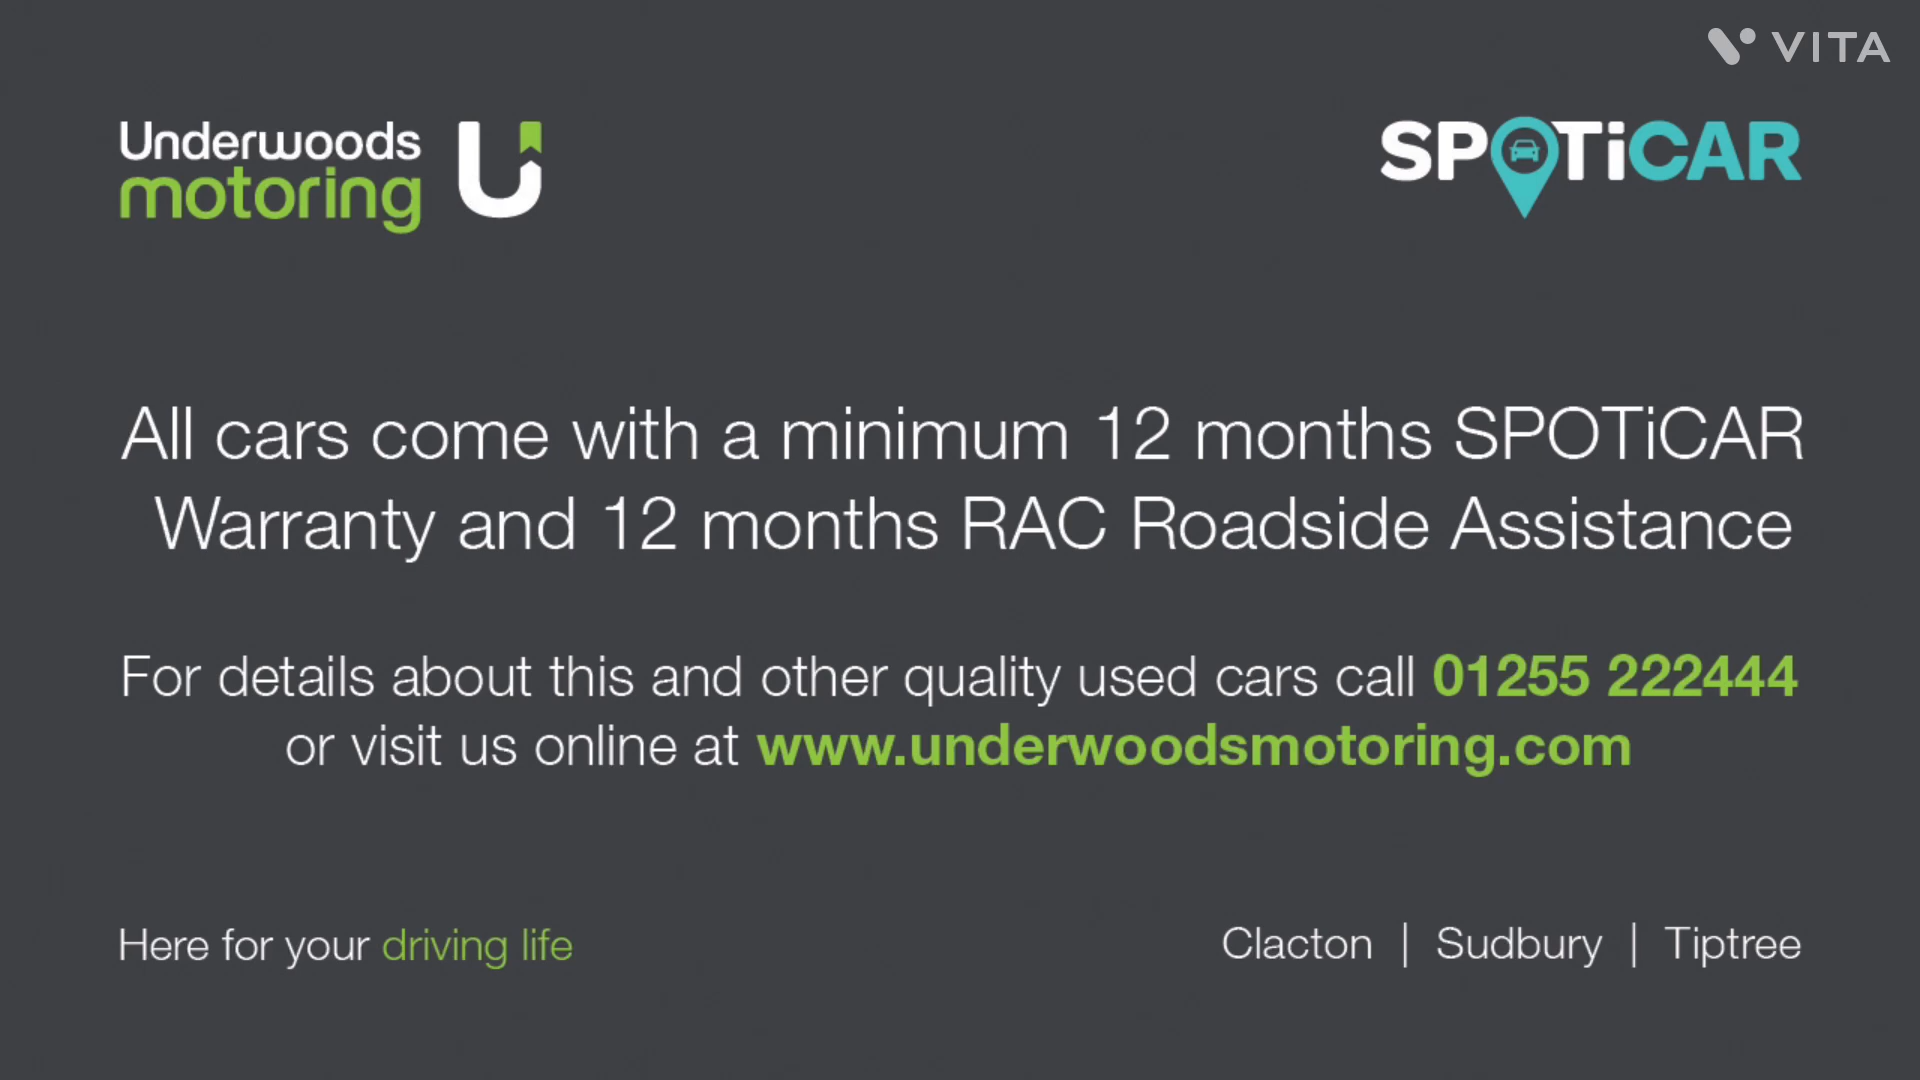 VITA
Underwoods
motoring
SPOTiCAR
All cars come with a minimum 12 months SPOTiCAR
Warranty and 12 months RAC Roadside Assistance
For details about this and other quality used cars call 01255 222444
or visit us online at www.underwoodsmotoring.com
Here for your driving life
Clacton | Sudbury | Tiptree